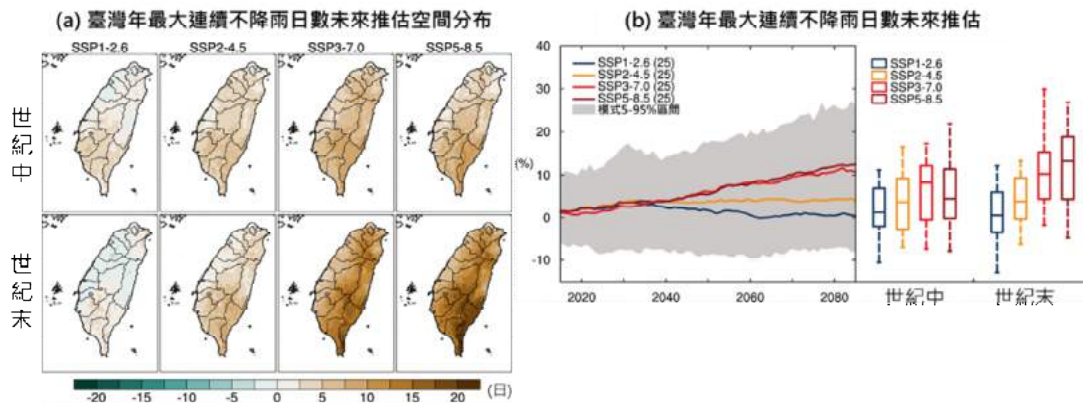 (a) 臺灣年最大連續不降雨日數未來推估空間分布
SSP1-2.6 SSP2-4.5 SSP3-7.0 SSP5-8.5
世紀中
世紀末
-20 -15 -10 -5 0 5 10 15 20 (日)
(b) 臺灣年最大連續不降雨日數未來推估
40
30
20
10
0
-10
(%)
SSP1-2.6 (25)
SSP2-4.5 (25)
SSP3-7.0 (25)
SSP5-8.5 (25)
模式5-95%區間
2020 2040 2060 2080
SSP1-2.6
SSP2-4.5
SSP3-7.0
SSP5-8.5
世紀中 世紀末